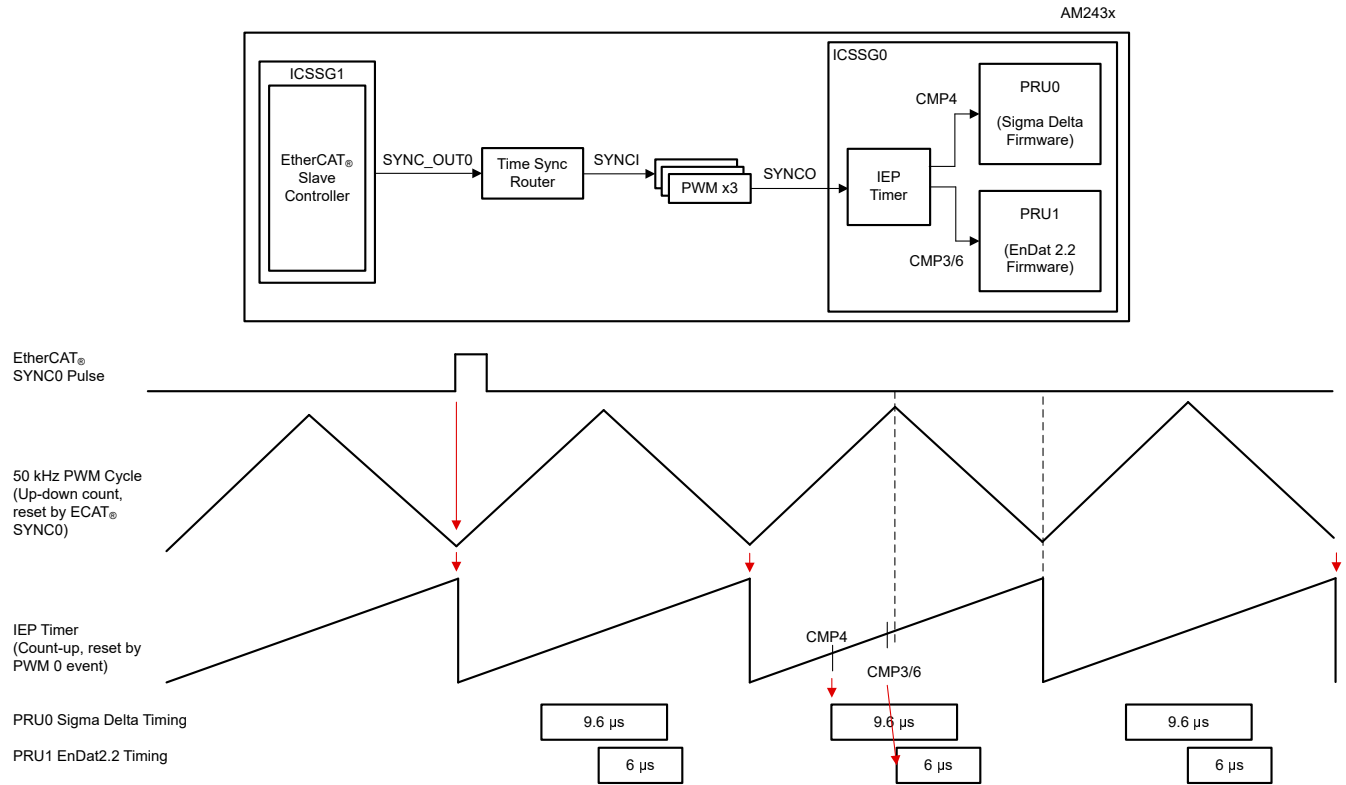 AM243x
ICSSG1
EtherCAT®
Slave
Controller
SYNC_OUT0
Time Sync
Router
SYNCI
PWM x3
SYNCO
ICSSG0
IEP
Timer
CMP4
CMP3/6
PRU0
(Sigma Delta
Firmware)
PRU1
(EnDat 2.2
Firmware)
EtherCAT®
SYNC0 Pulse
50 kHz PWM Cycle
(Up-down count,
reset by ECAT®
SYNC0)
IEP Timer
(Count-up, reset by
PWM 0 event)
CMP4
CMP3/6
PRU0 Sigma Delta Timing
9.6 µs
9.6 µs
9.6 µs
PRU1 EnDat2.2 Timing
6 µs
6 µs
6 µs